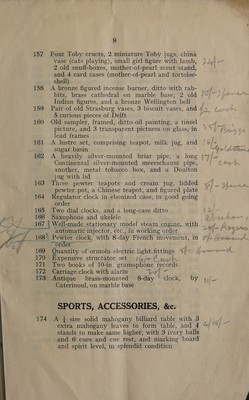 9
157 Four Toby cruets, 2 miniature Toby jugs, china
vase (cats playing), small girl figure with lamb,
2 old snuff-boxes, mother-of-pearl scent stand,
and 4 card cases (mother-of-pearl and tortoise-
shell)
158 A bronze figured incense burner, ditto with rab-
bits, brass cathedral on marble base, 2 old
Indian figures, and a bronze Wellington bell
159 Pair of old Strasburg vases, 3 biscuit vases, and
3 curious pieces of Delft
160 Old sampler, framed, ditto oil painting, a tinsel
picture, and 3 transparent pictures on glass, in
lead frames
161 A lustre set, comprising teapot, milk jug, and
sugar basin
162 A heavily silver-mounted briar pipe, a long
Continental silver-mounted meerschaum pipe,
another, metal tobacco box, and a Doulton
jug with lid
163 Three pewter teapots and cream jug, lidded
pewter pot, a Chinese teapot, and figured plate
164 Regulator clock in ebonized case, in good going
order
165 Two dial clocks, and a long-case ditto
166 Saxophone and ukelele
167 Well-made stationary model steam engine, with
automatic injector, etc., in working order
168 Pewter clock, with 8-day French movement, in
order
169 Quantity of ormolu electric light fittings
170 Expensive structator set
171 Two books of 10-in. gramophone records
172 Carriage clock with alarm
173 Antique brass-mounted 8-day clock, by
Caterinoul, on marble base
SPORTS, ACCESSORIES, &c.
174 A ¼ size solid mahogany billiard table with 3
extra mahogany leaves to form table, and 4
stands to make same higher, with 3 ivory balls
and 6 cues and cue rest, and marking board
and spirit level, in splendid condition